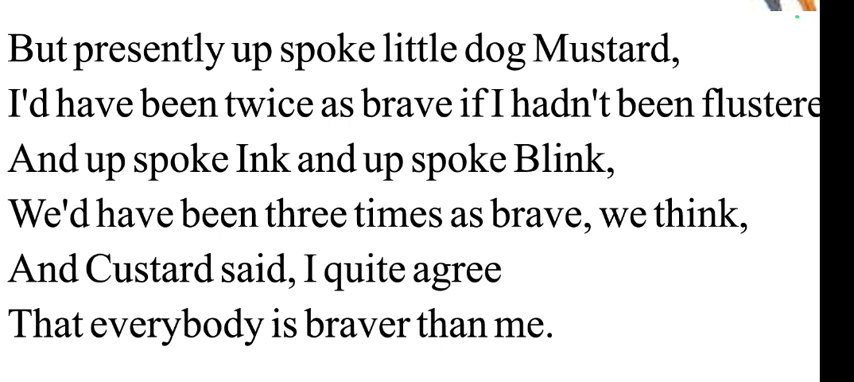 But presently up spoke little dog Mustard,
I'd have been twice as brave if I hadn't been flustere
And up spoke Ink and up spoke Blink,
We'd have been three times as brave, we think,
And Custard said, I quite agree
That everybody is braver than me.